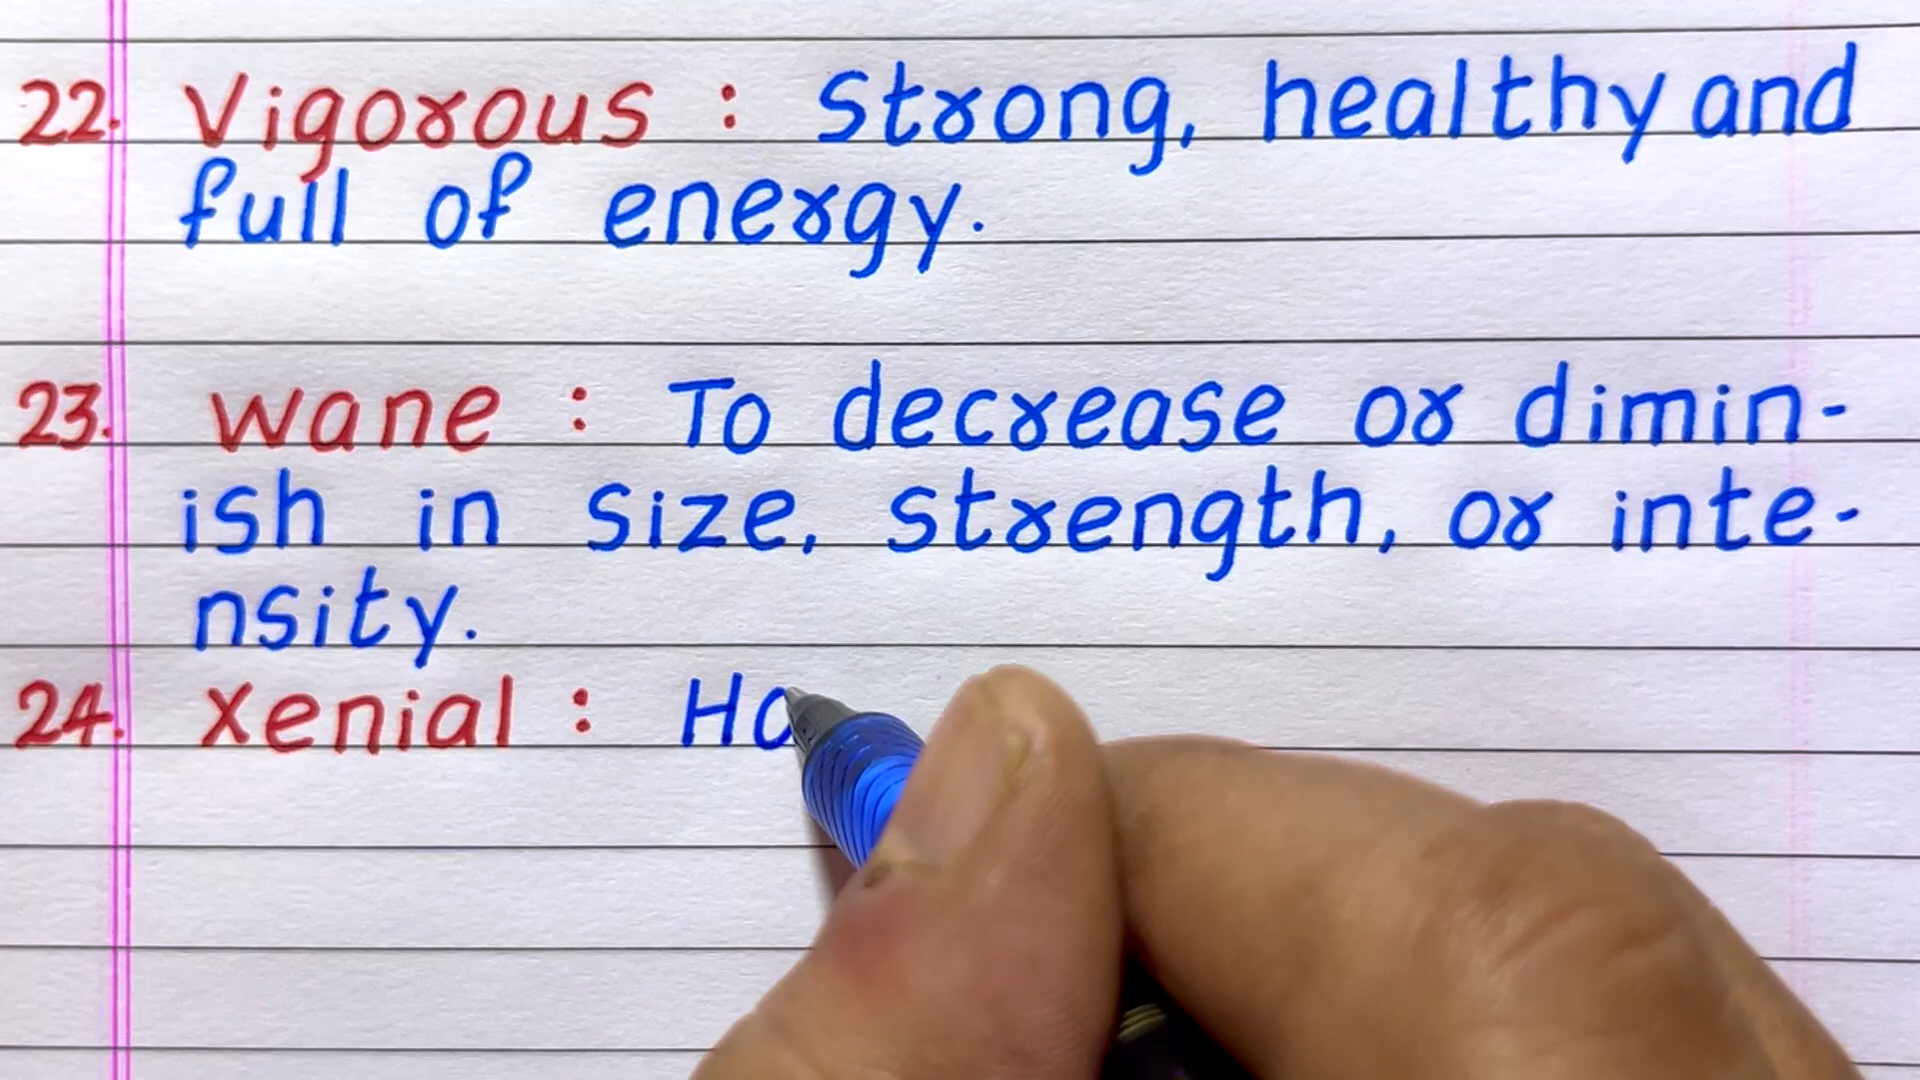 22. Vigorous : Strong, healthy and
full of energy.
23. wane : To decrease or dimin-
ish in size, strength, or inte-
nsity.
24. Xenial : Ho